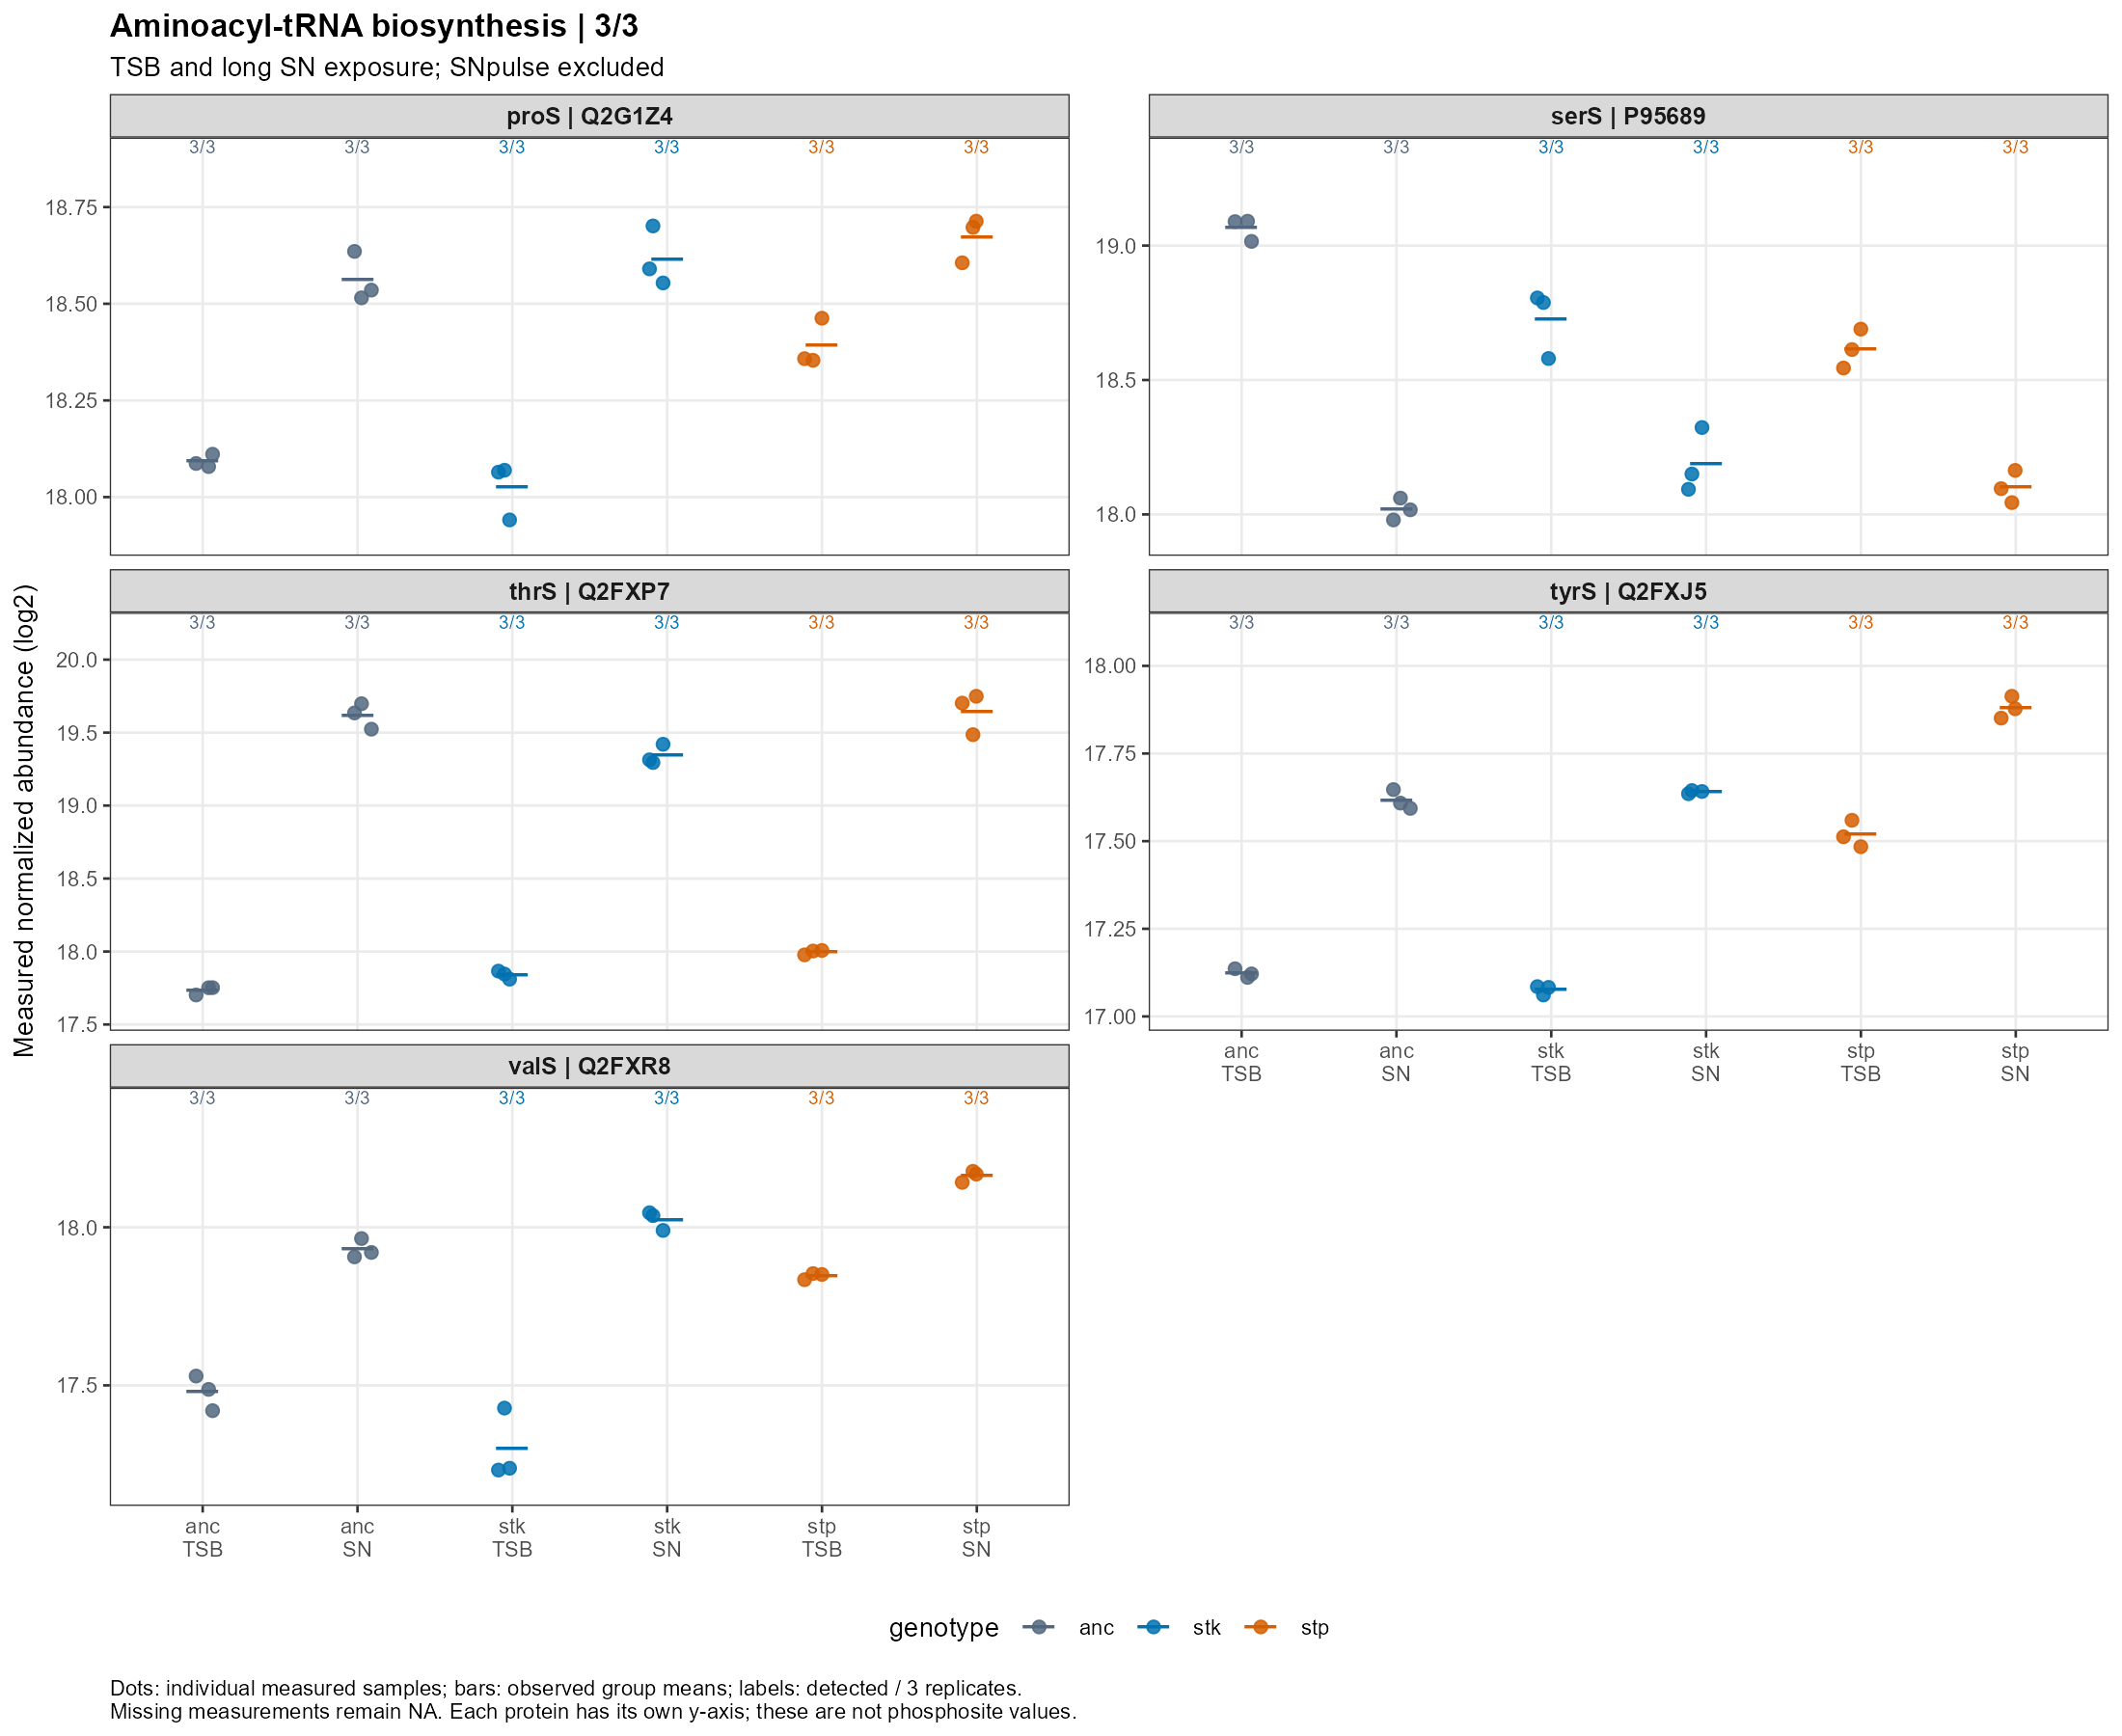 Aminoacyl-tRNA biosynthesis | 3/3
TSB and long SN exposure; SNpulse excluded
Measured normalized abundance (log2)
proS | Q2G1Z4
3/3 3/3 3/3 3/3 3/3 3/3
18.75
18.50
18.25
18.00
serS | P95689
3/3 3/3 3/3 3/3 3/3 3/3
19.0
18.5
18.0
thrS | Q2FXP7
3/3 3/3 3/3 3/3 3/3 3/3
20.0
19.5
19.0
18.5
18.0
17.5
tyrS | Q2FXJ5
3/3 3/3 3/3 3/3 3/3 3/3
18.00
17.75
17.50
17.25
17.00
anc anc stk stk stp stp
TSB SN TSB SN TSB SN
valS | Q2FXR8
3/3 3/3 3/3 3/3 3/3 3/3
18.0
17.5
anc anc stk stk stp stp
TSB SN TSB SN TSB SN
genotype anc stk stp
Dots: individual measured samples; bars: observed group means; labels: detected / 3 replicates.
Missing measurements remain NA. Each protein has its own y-axis; these are not phosphosite values.